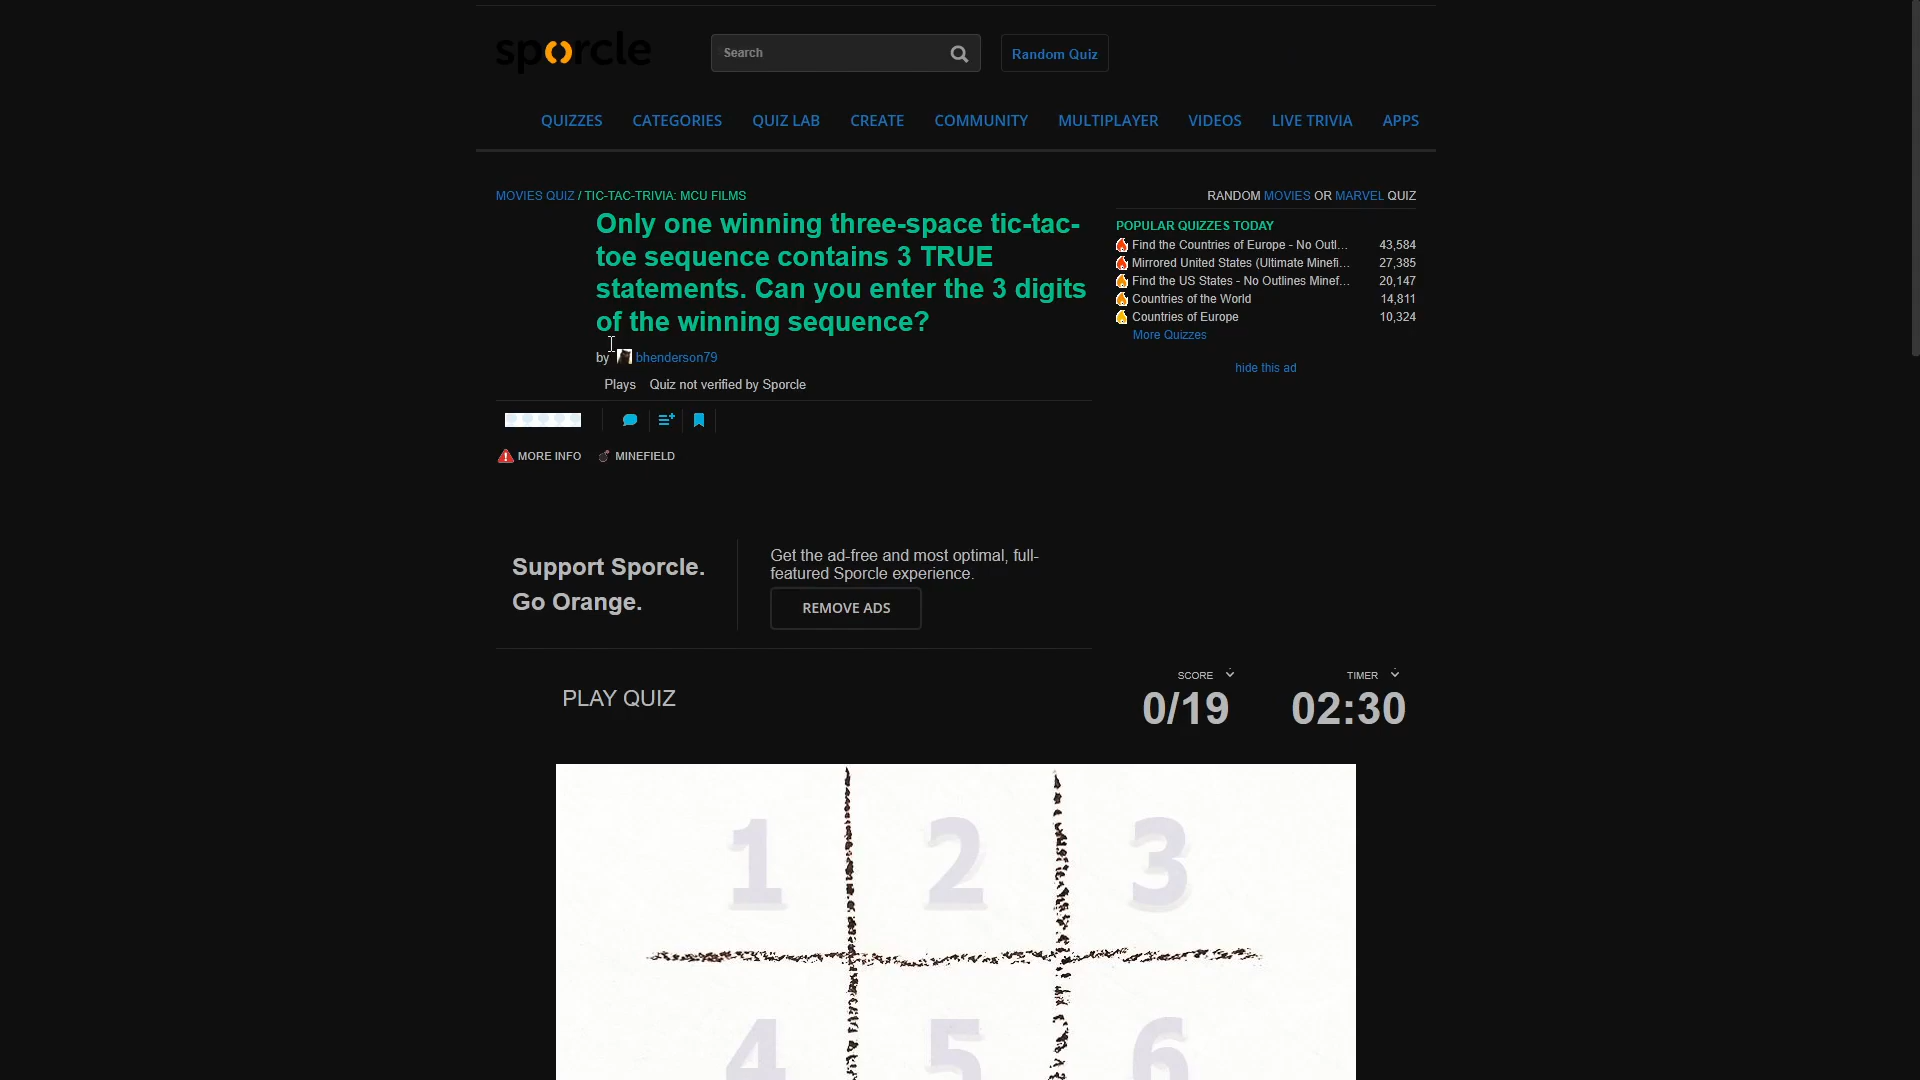 sporcle
Search
Random Quiz
QUIZZES CATEGORIES QUIZ LAB CREATE COMMUNITY MULTIPLAYER VIDEOS LIVE TRIVIA APPS
MOVIES QUIZ / TIC-TAC-TRIVIA: MCU FILMS
Only one winning three-space tic-tac-
toe sequence contains 3 TRUE
statements. Can you enter the 3 digits
of the winning sequence?
by bhenderson79
Plays Quiz not verified by Sporcle
MORE INFO MINEFIELD
RANDOM MOVIES OR MARVEL QUIZ
POPULAR QUIZZES TODAY
Find the Countries of Europe - No Outl... 43,584
Mirrored United States (Ultimate Minefi... 27,385
Find the US States - No Outlines Minef... 20,147
Countries of the World 14,811
Countries of Europe 10,324
More Quizzes
hide this ad
Support Sporcle.
Go Orange.
Get the ad-free and most optimal, full-
featured Sporcle experience.
REMOVE ADS
PLAY QUIZ
SCORE
0/19
TIMER
02:30
1 2 3
4 5 6